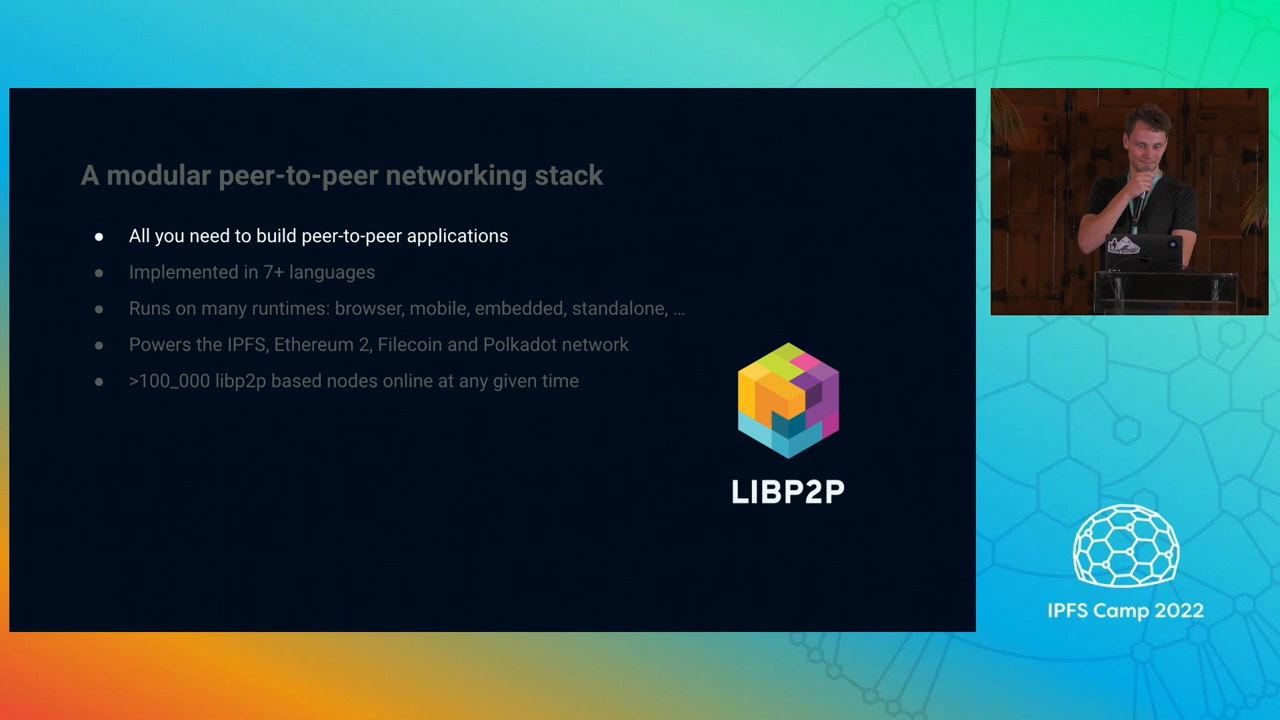 A modular peer-to-peer networking stack
● All you need to build peer-to-peer applications
● Implemented in 7+ languages
● Runs on many runtimes: browser, mobile, embedded, standalone, …
● Powers the IPFS, Ethereum 2, Filecoin and Polkadot network
● >100_000 libp2p based nodes online at any given time
LIBP2P
IPFS Camp 2022